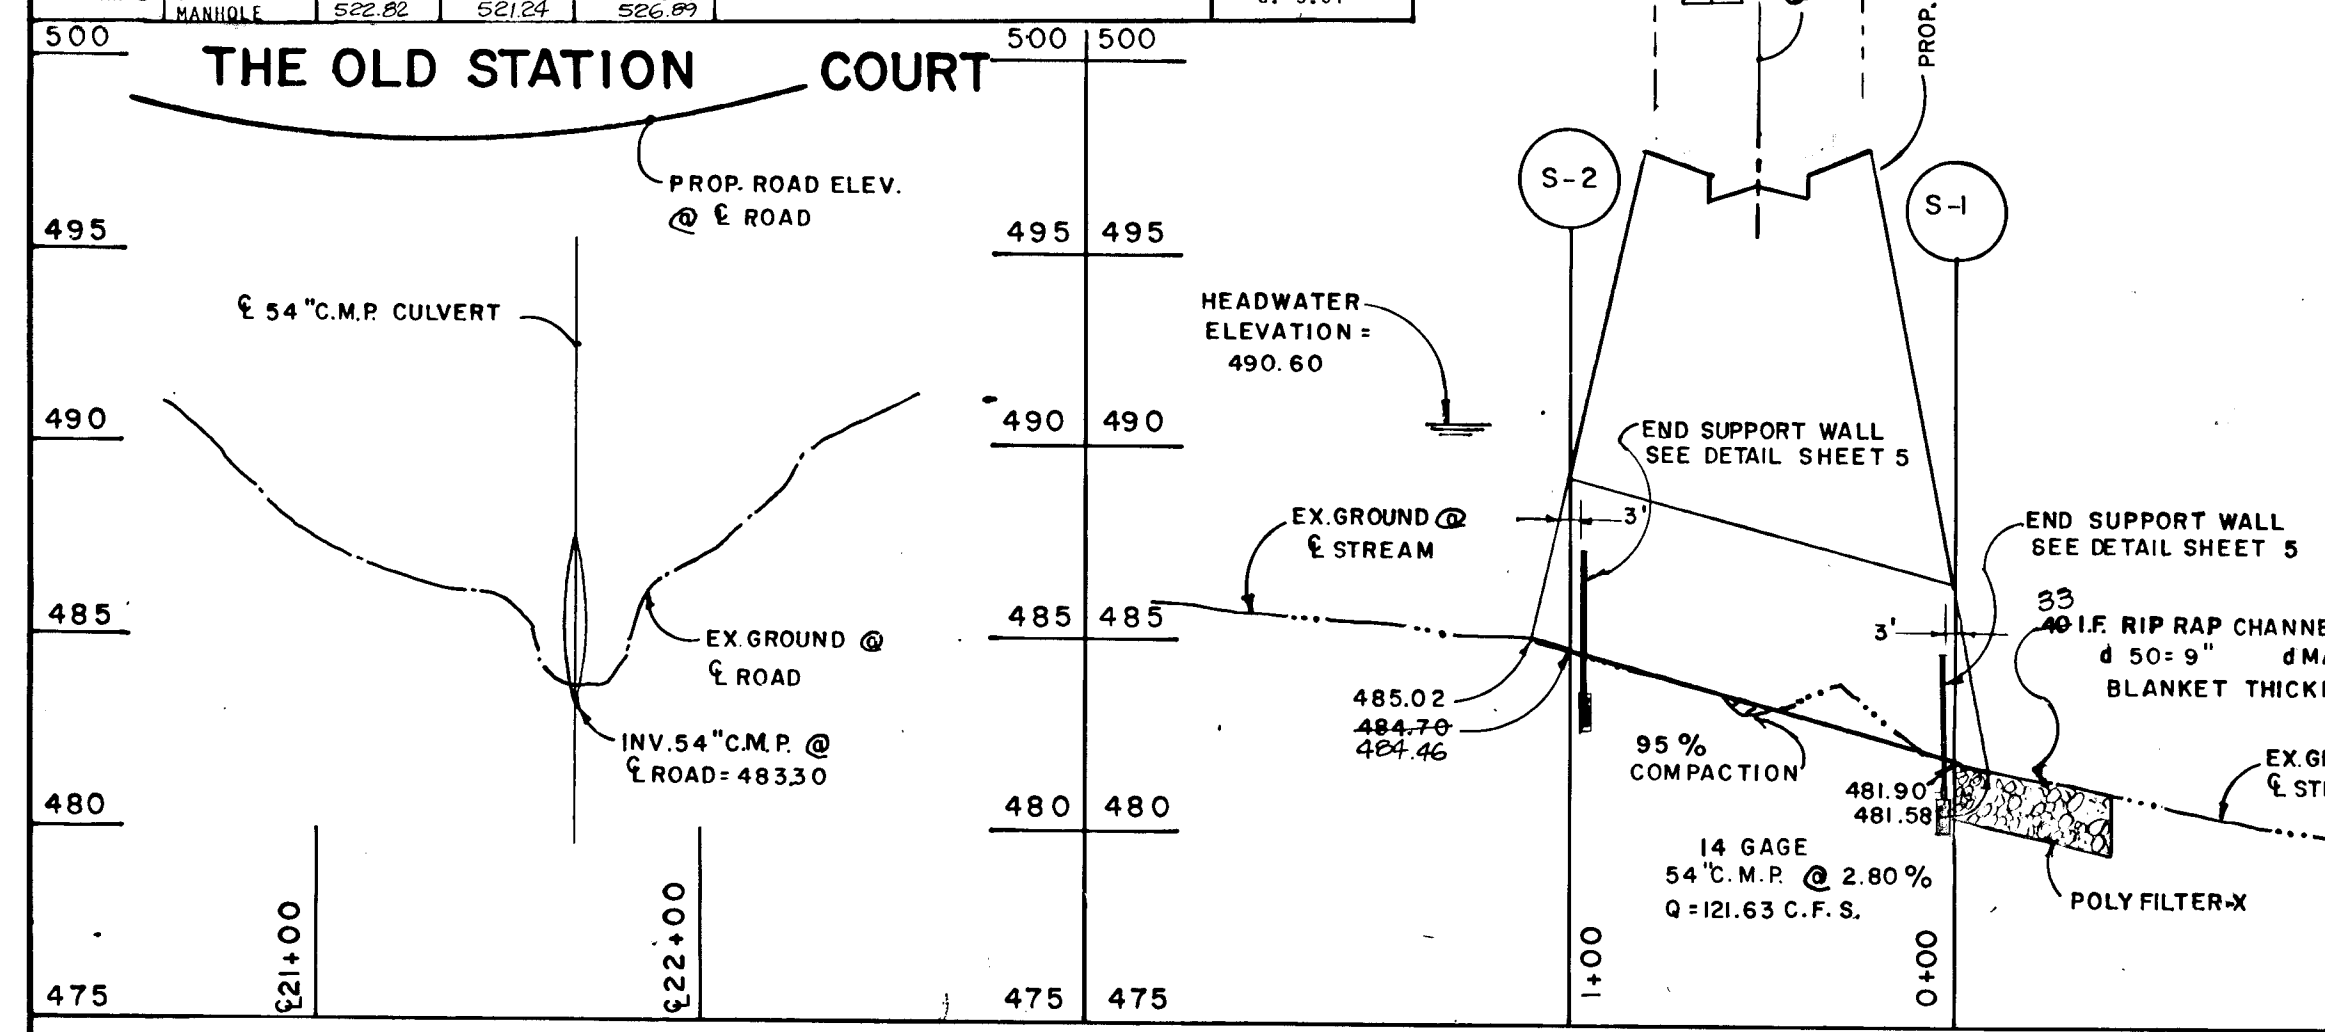 MANHOLE 522.82 521.24 526.89
500
THE OLD STATION COURT
500 500
PROP.
PROP. ROAD ELEV.
@ ℄ ROAD
S-2
S-1
495
495 495
℄ 54"C.M.P. CULVERT
HEADWATER
ELEVATION =
490.60
490
490 490
END SUPPORT WALL
SEE DETAIL SHEET 5
EX. GROUND @
℄ STREAM
3'
END SUPPORT WALL
SEE DETAIL SHEET 5
485
485 485
EX. GROUND @
℄ ROAD
3'
33
40 I.F. RIP RAP CHANNE
d 50= 9" dMA
BLANKET THICK
485.02
484.70
484.46
INV. 54"C.M.P. @
℄ ROAD = 483.30
95 %
COMPACTION
EX.G
℄ ST
481.90
481.58
480
480 480
14 GAGE
54"C.M.P. @ 2.80%
Q = 121.63 C.F.S.
POLY FILTER-X
℄21+00
℄22+00
1+00
0+00
475
475 475